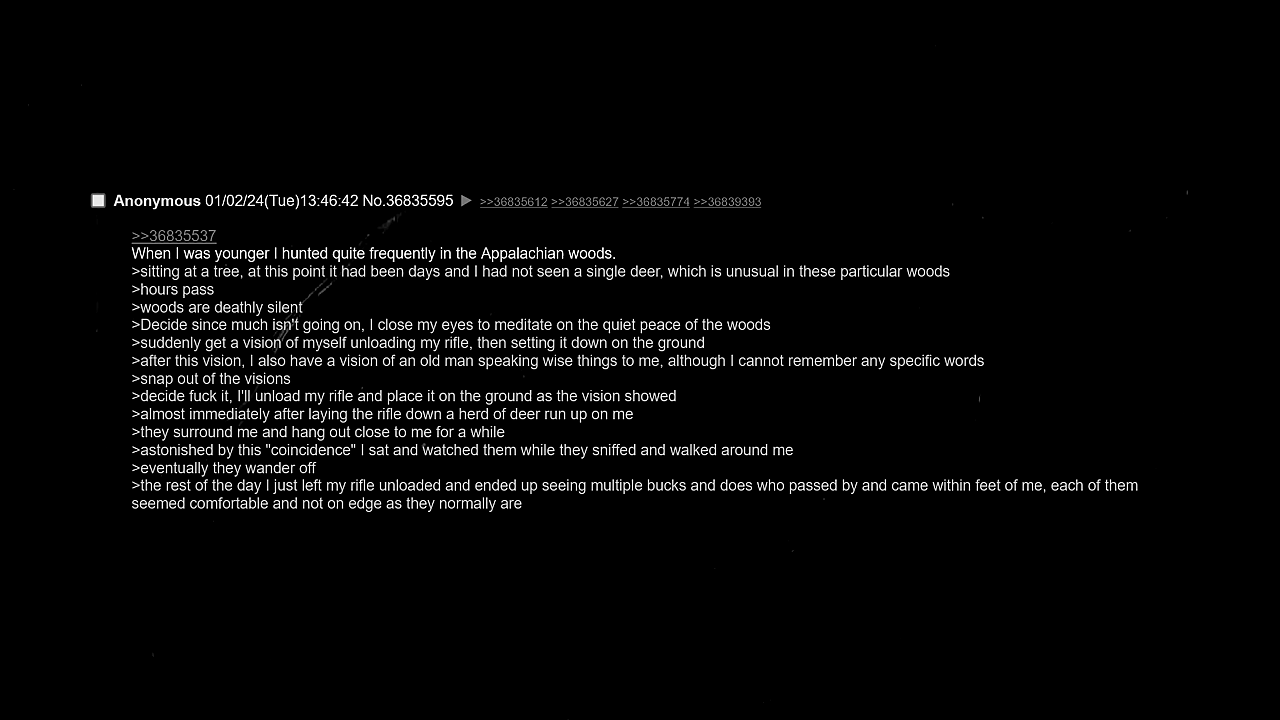 Anonymous 01/02/24(Tue)13:46:42 No.36835595 ▶ >>36835612 >>36835627 >>36835774 >>36839393
>>36835537
When I was younger I hunted quite frequently in the Appalachian woods.
>sitting at a tree, at this point it had been days and I had not seen a single deer, which is unusual in these particular woods
>hours pass
>woods are deathly silent
>Decide since much isn't going on, I close my eyes to meditate on the quiet peace of the woods
>suddenly get a vision of myself unloading my rifle, then setting it down on the ground
>after this vision, I also have a vision of an old man speaking wise things to me, although I cannot remember any specific words
>snap out of the visions
>decide fuck it, I'll unload my rifle and place it on the ground as the vision showed
>almost immediately after laying the rifle down a herd of deer run up on me
>they surround me and hang out close to me for a while
>astonished by this "coincidence" I sat and watched them while they sniffed and walked around me
>eventually they wander off
>the rest of the day I just left my rifle unloaded and ended up seeing multiple bucks and does who passed by and came within feet of me, each of them
seemed comfortable and not on edge as they normally are